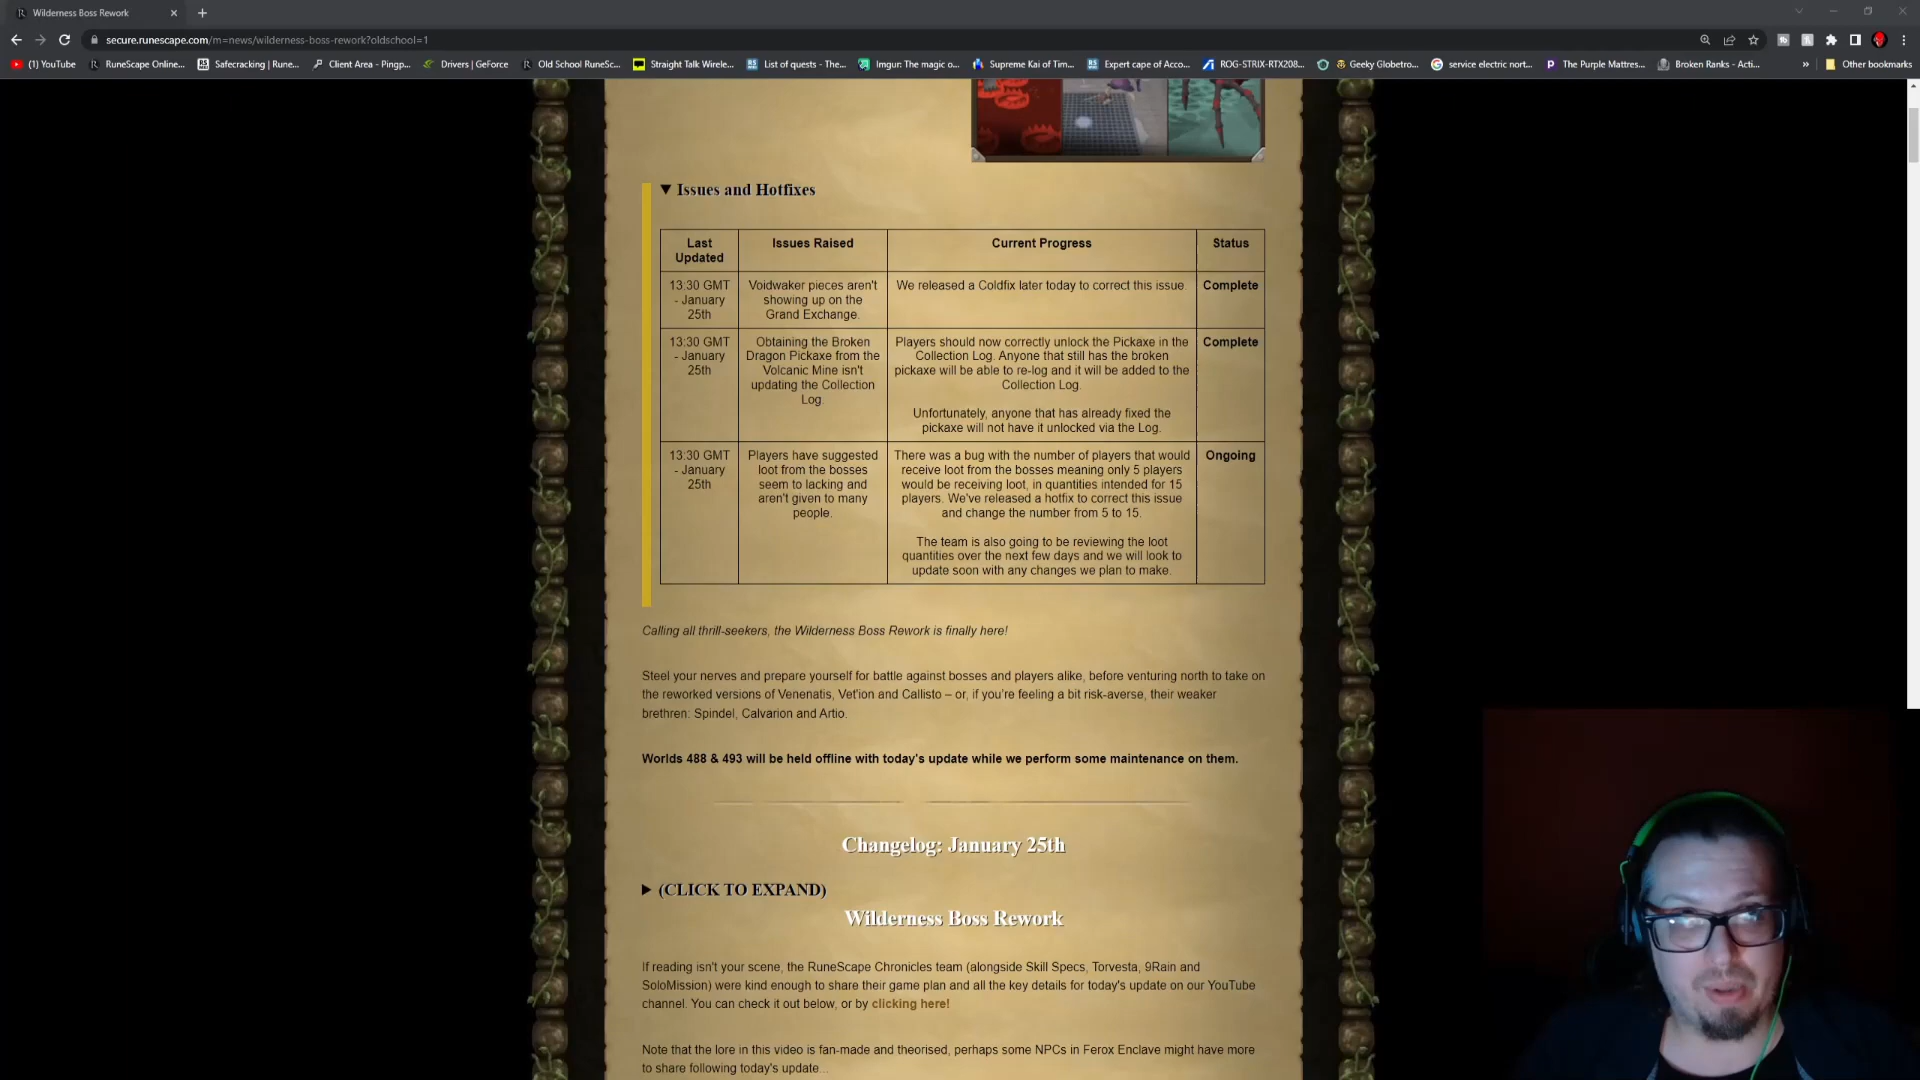 Wilderness Boss Rework
secure.runescape.com/m=news/wilderness-boss-rework?oldschool=1
(1) YouTube
RuneScape Online...
Safecracking | Rune...
Client Area - Pingp...
Drivers | GeForce
Old School RuneSc...
Straight Talk Wirele...
List of quests - The...
Imgur: The magic o...
Supreme Kai of Tim...
Expert cape of Acco...
ROG-STRIX-RTX208...
Geeky Globetro...
service electric nort...
The Purple Mattres...
Broken Ranks - Acti...
»
Other bookmarks
▼ Issues and Hotfixes
Last
Updated
Issues Raised
Current Progress
Status
13:30 GMT
- January
25th
Voidwaker pieces aren't
showing up on the
Grand Exchange.
We released a Coldfix later today to correct this issue.
Complete
13:30 GMT
- January
25th
Obtaining the Broken
Dragon Pickaxe from the
Volcanic Mine isn't
updating the Collection
Log.
Players should now correctly unlock the Pickaxe in the
Collection Log. Anyone that still has the broken
pickaxe will be able to re-log and it will be added to the
Collection Log.
Unfortunately, anyone that has already fixed the
pickaxe will not have it unlocked via the Log.
Complete
13:30 GMT
- January
25th
Players have suggested
loot from the bosses
seem to lacking and
aren't given to many
people.
There was a bug with the number of players that would
receive loot from the bosses meaning only 5 players
would be receiving loot, in quantities intended for 15
players. We've released a hotfix to correct this issue
and change the number from 5 to 15.
The team is also going to be reviewing the loot
quantities over the next few days and we will look to
update soon with any changes we plan to make.
Ongoing
Calling all thrill-seekers, the Wilderness Boss Rework is finally here!
Steel your nerves and prepare yourself for battle against bosses and players alike, before venturing north to take on
the reworked versions of Venenatis, Vet'ion and Callisto – or, if you're feeling a bit risk-averse, their weaker
brethren: Spindel, Calvarion and Artio.
Worlds 488 & 493 will be held offline with today's update while we perform some maintenance on them.
Changelog: January 25th
► (CLICK TO EXPAND)
Wilderness Boss Rework
If reading isn't your scene, the RuneScape Chronicles team (alongside Skill Specs, Torvesta, 9Rain and
SoloMission) were kind enough to share their game plan and all the key details for today's update on our YouTube
channel. You can check it out below, or by clicking here!
Note that the lore in this video is fan-made and theorised, perhaps some NPCs in Ferox Enclave might have more
to share following today's update...